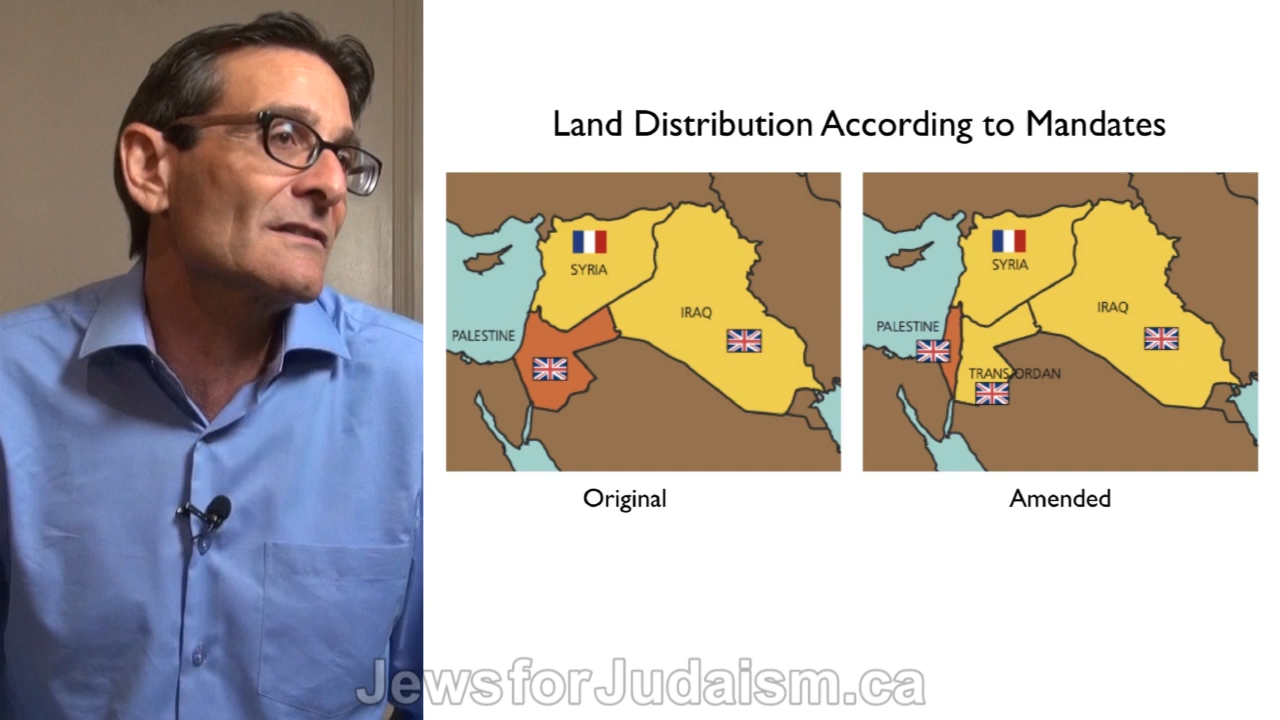 Land Distribution According to Mandates
SYRIA
IRAQ
PALESTINE
Original
SYRIA
IRAQ
PALESTINE
TRANSJORDAN
Amended
JewsforJudaism.ca